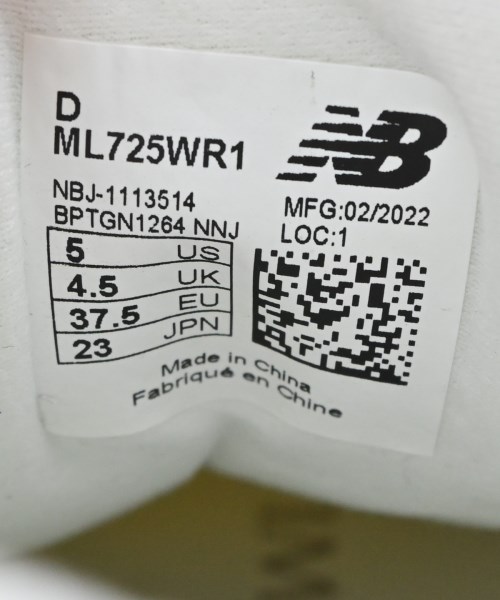 D
ML725WR1
NB
NBJ-1113514
BPTGN1264 NNJ
MFG:02/2022
LOC:1
5 US
4.5 UK
37.5 EU
23 JPN
Made in China
Fabriqué en Chine